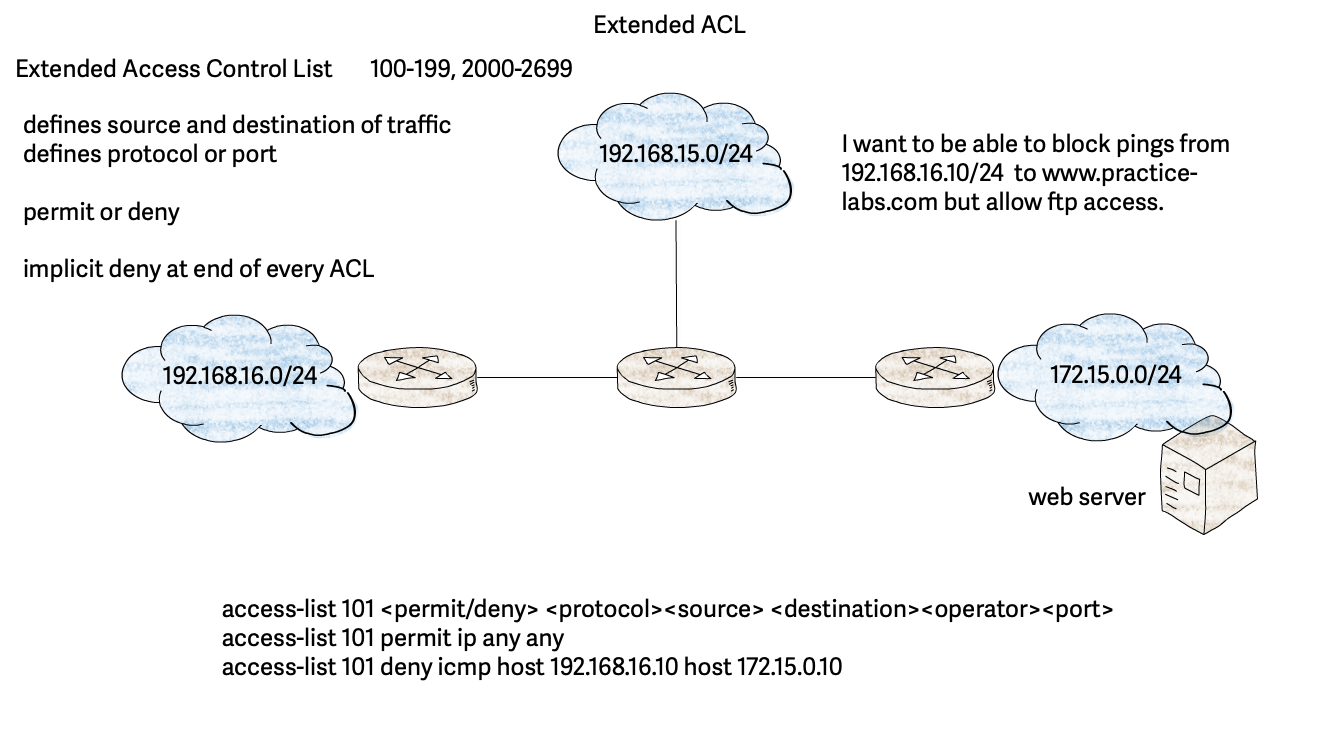 Extended ACL
Extended Access Control List 100-199, 2000-2699
defines source and destination of traffic
defines protocol or port
permit or deny
implicit deny at end of every ACL
192.168.15.0/24
I want to be able to block pings from
192.168.16.10/24 to www.practice-
labs.com but allow ftp access.
192.168.16.0/24
172.15.0.0/24
web server
access-list 101 <permit/deny> <protocol><source> <destination><operator><port>
access-list 101 permit ip any any
access-list 101 deny icmp host 192.168.16.10 host 172.15.0.10